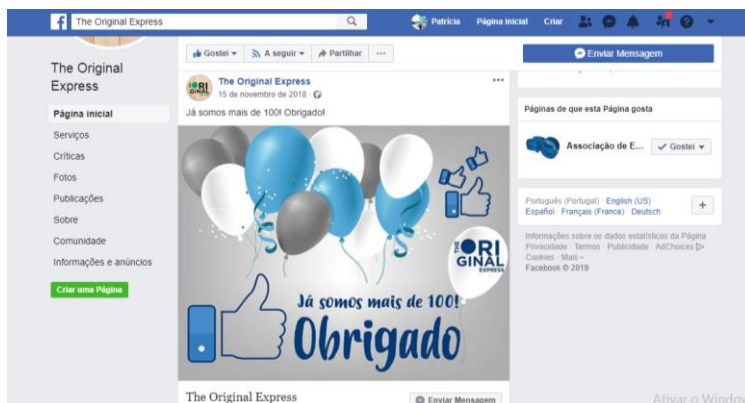 The Original Express
Patrícia
Página inicial
Criar
The Original
Express
Página inicial
Serviços
Críticas
Fotos
Publicações
Sobre
Comunidade
Informações e anúncios
Criar uma Página
Gostei
A seguir
Partilhar
...
The Original Express
15 de novembro de 2018
Já somos mais de 100! Obrigado!
THE ORI
GINAL
EXPRESS
Já somos mais de 100!
Obrigado
The Original Express
Enviar Mensagem
Enviar Mensagem
Páginas de que esta Página gosta
Associação de E...
Gostei
Português (Portugal) · English (US)
Español · Français (France) · Deutsch
Informações sobre os dados estatísticos da Página
Privacidade · Termos · Publicidade · AdChoices
Cookies · Mais
Facebook © 2019
Ativar o Window